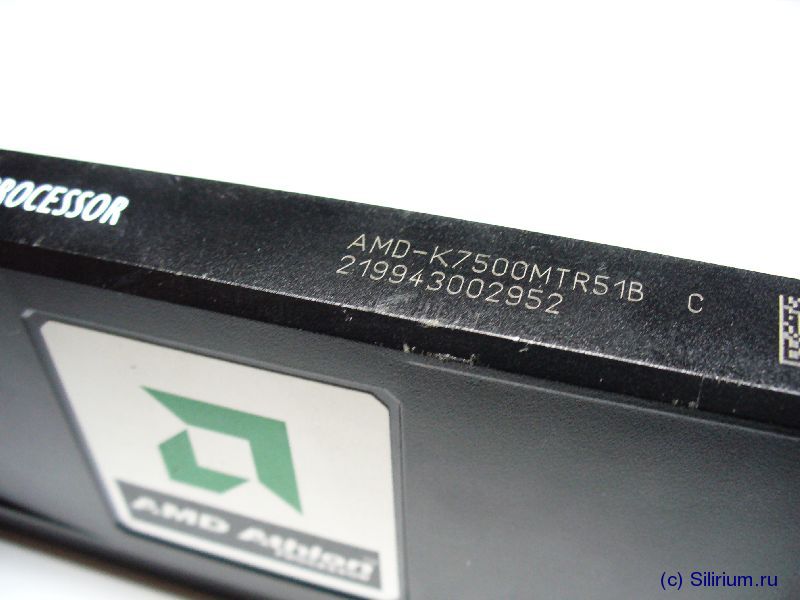 PROCESSOR
AMD-K7500MTR51B C
219943002952
AMD Athlon
(c) Silirium.ru